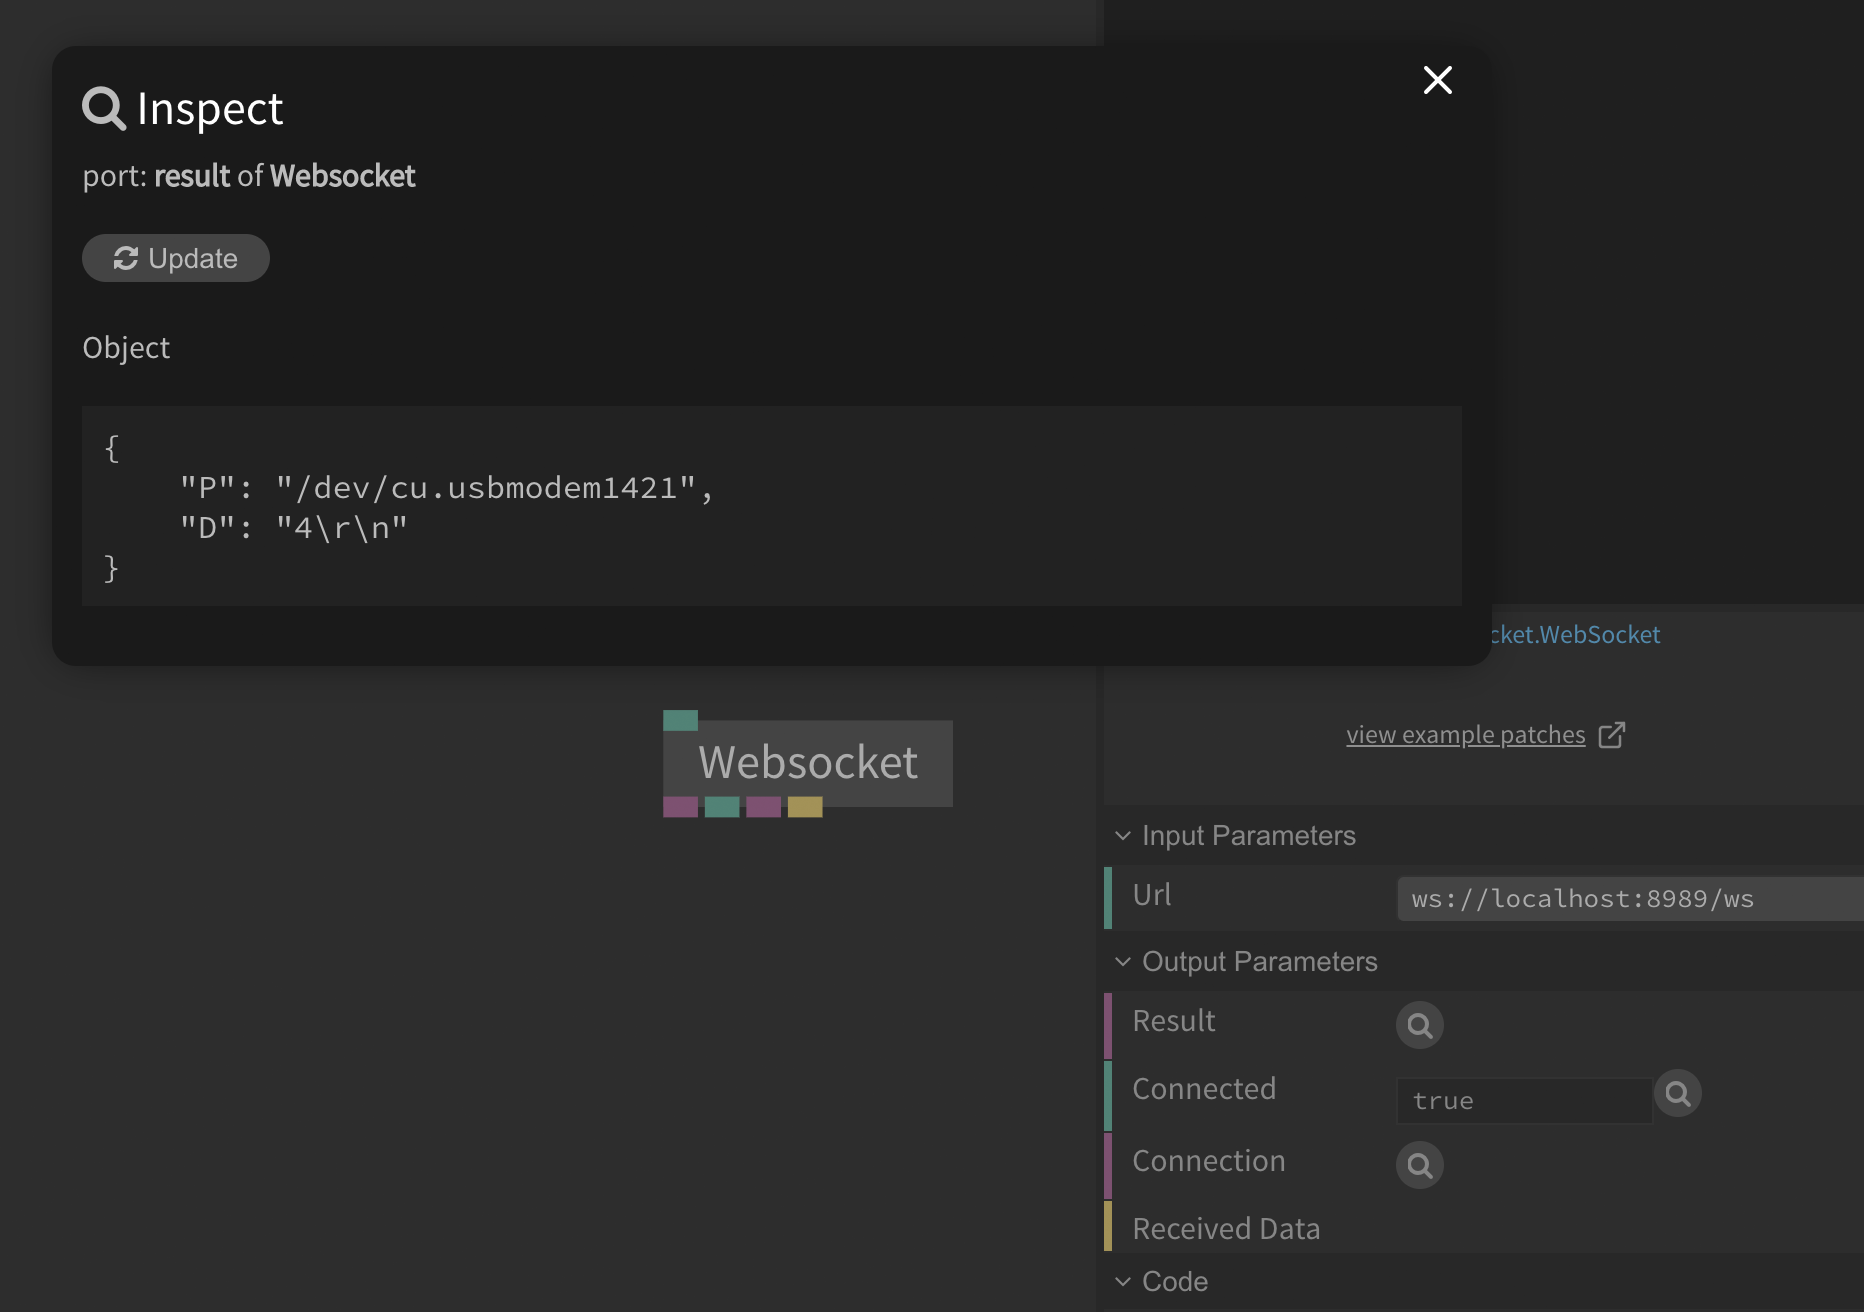 Inspect
port: result of Websocket
Update
Object
{
"P": "/dev/cu.usbmodem1421",
"D": "4\r\n"
}
cket.WebSocket
view example patches
Websocket
Input Parameters
Url ws://localhost:8989/ws
Output Parameters
Result
Connected true
Connection
Received Data
Code